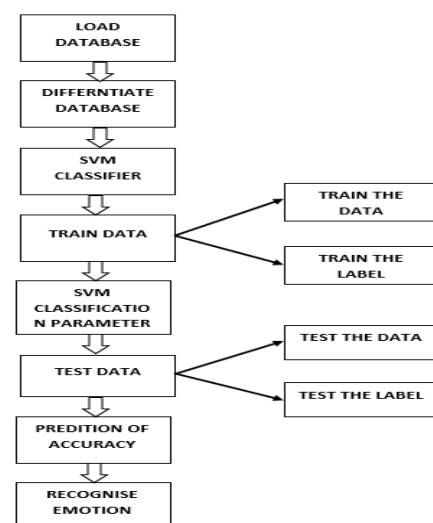 LOAD
DATABASE
DIFFERNTIATE
DATABASE
SVM
CLASSIFIER
TRAIN DATA
TRAIN THE
DATA
TRAIN THE
LABEL
SVM
CLASSIFICATIO
N PARAMETER
TEST DATA
TEST THE DATA
TEST THE LABEL
PREDITION OF
ACCURACY
RECOGNISE
EMOTION